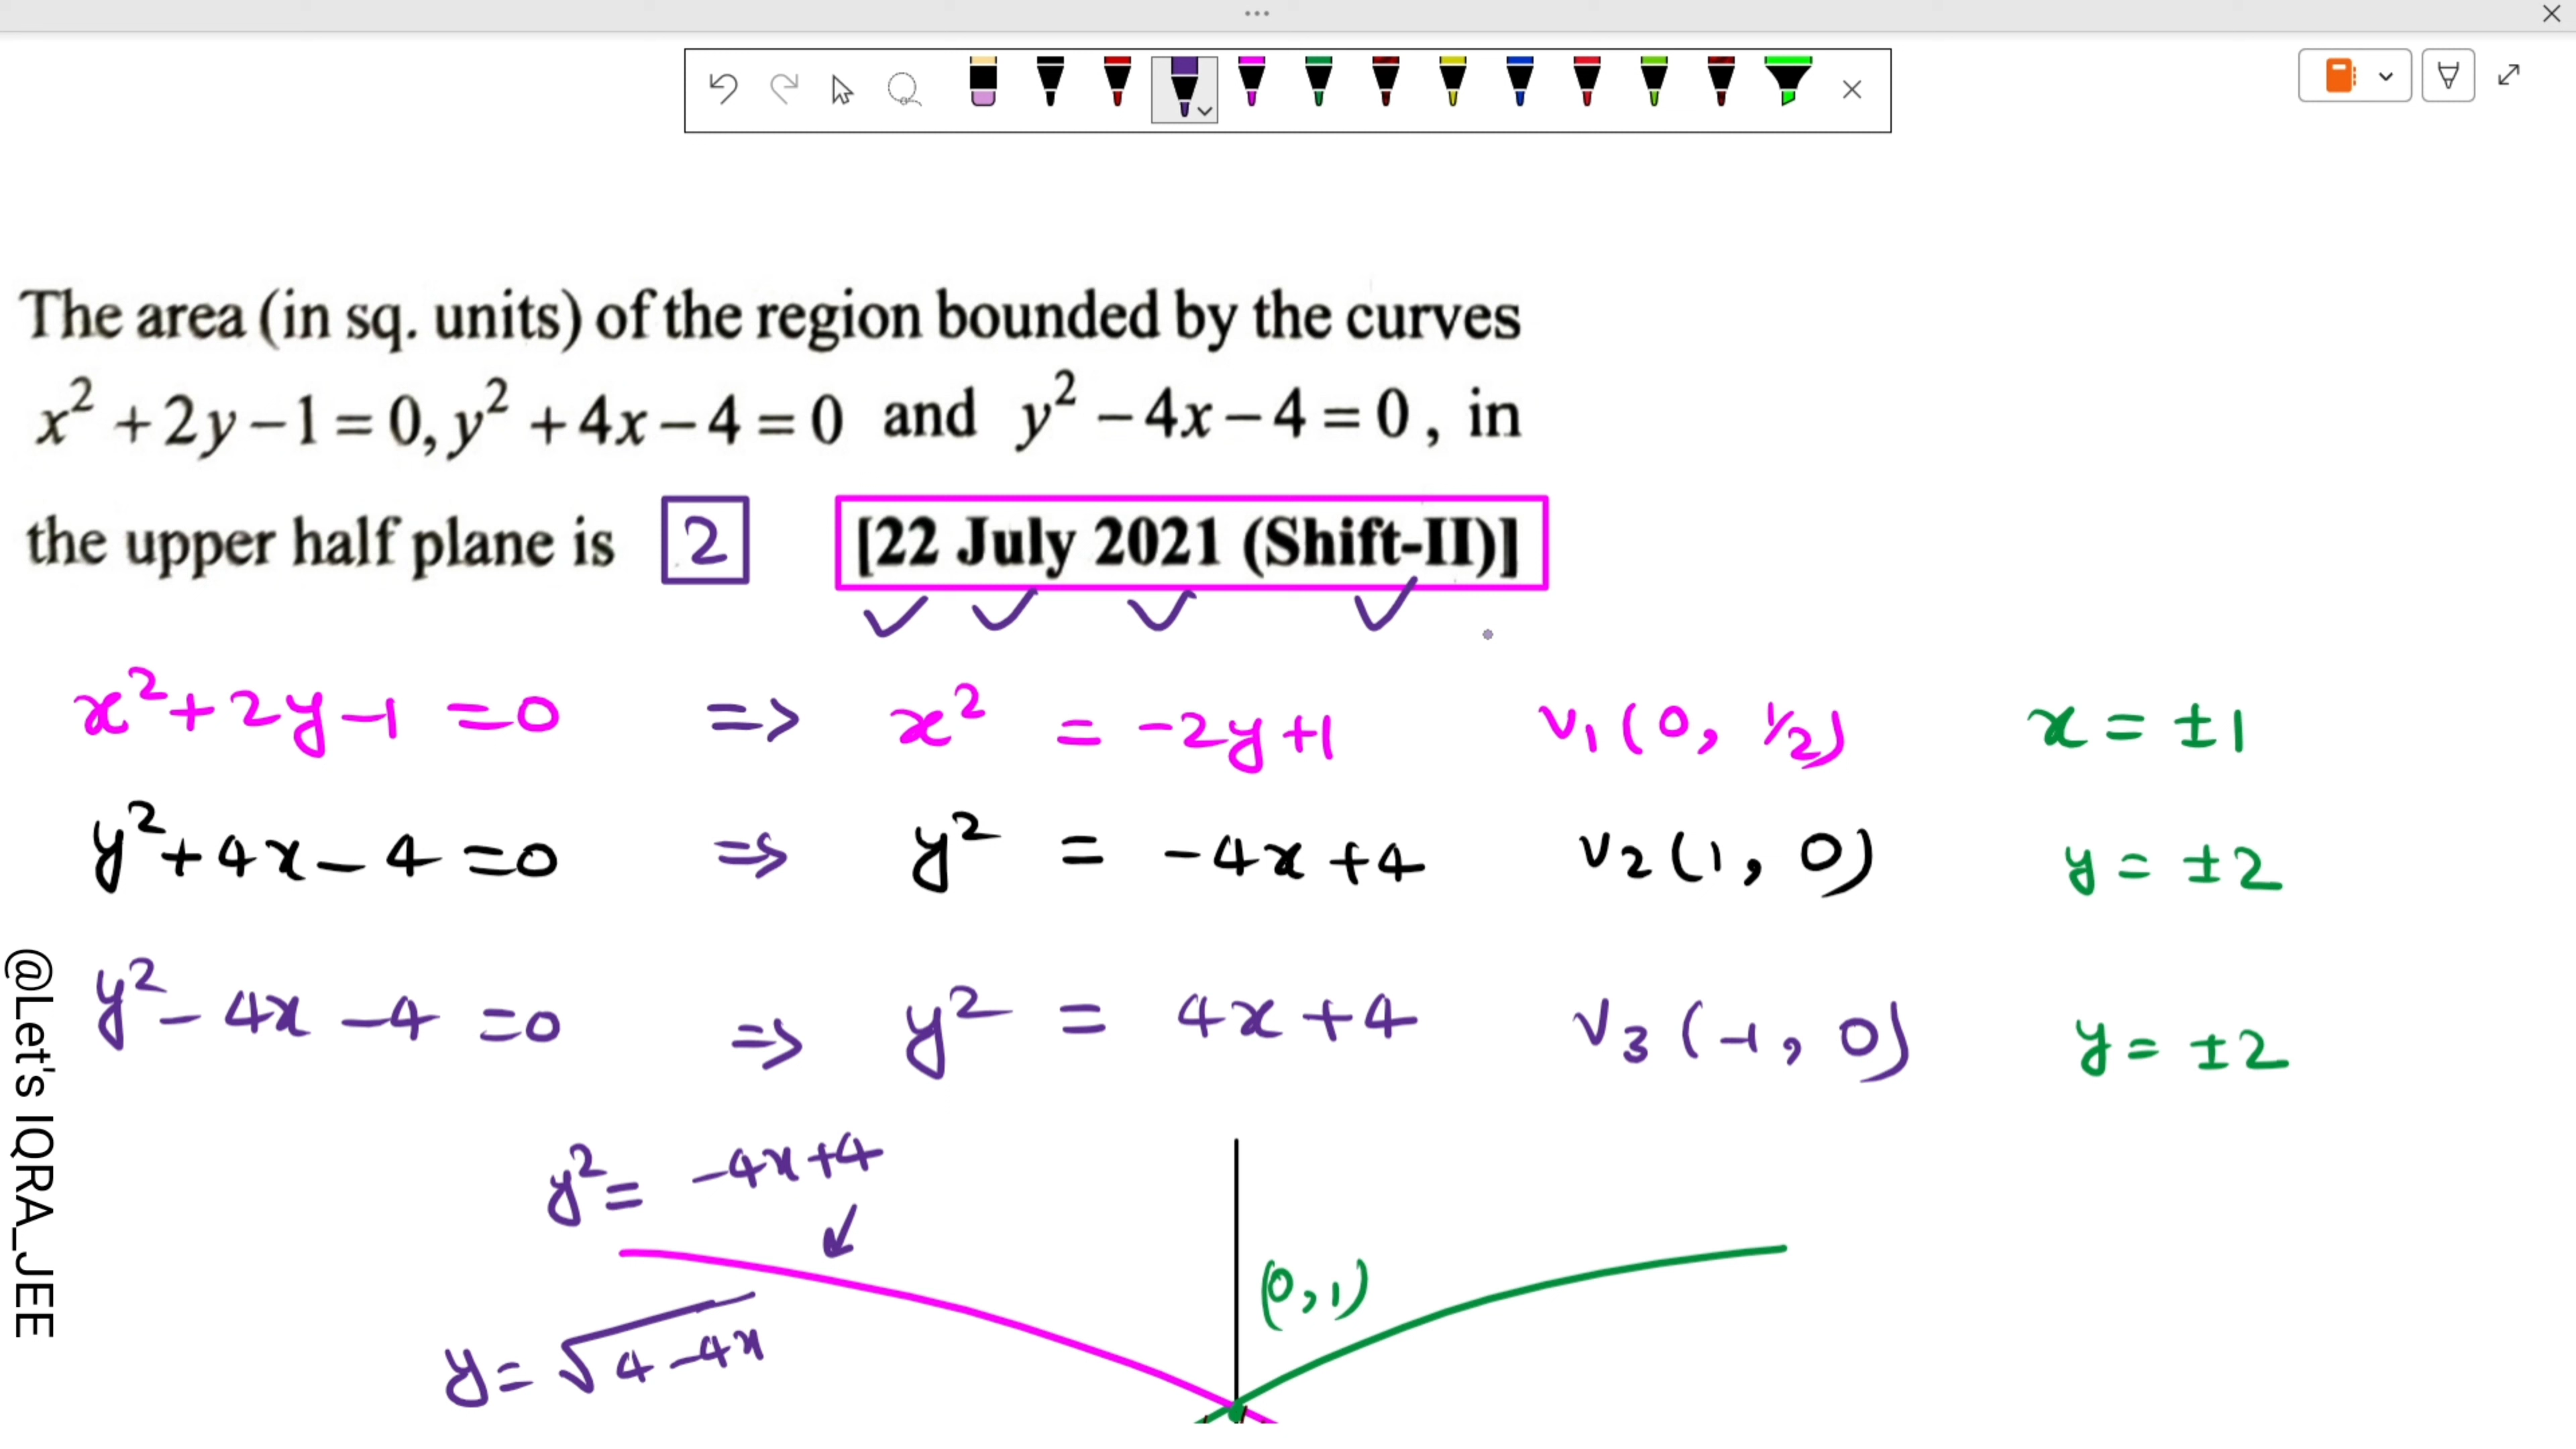 The area (in sq. units) of the region bounded by the curves
x² + 2y − 1 = 0, y² + 4x − 4 = 0 and y² − 4x − 4 = 0, in
the upper half plane is 2 [22 July 2021 (Shift-II)]
x²+2y−1 =0 => x² = −2y+1 V₁(0, ½) x = ±1
y²+4x−4 =0 => y² = −4x+4 V₂(1, 0) y = ±2
y²−4x−4 =0 => y² = 4x+4 V₃(−1, 0) y = ±2
y² = −4x+4
(0,1)
y = √4−4x
@Let's IQRA_JEE